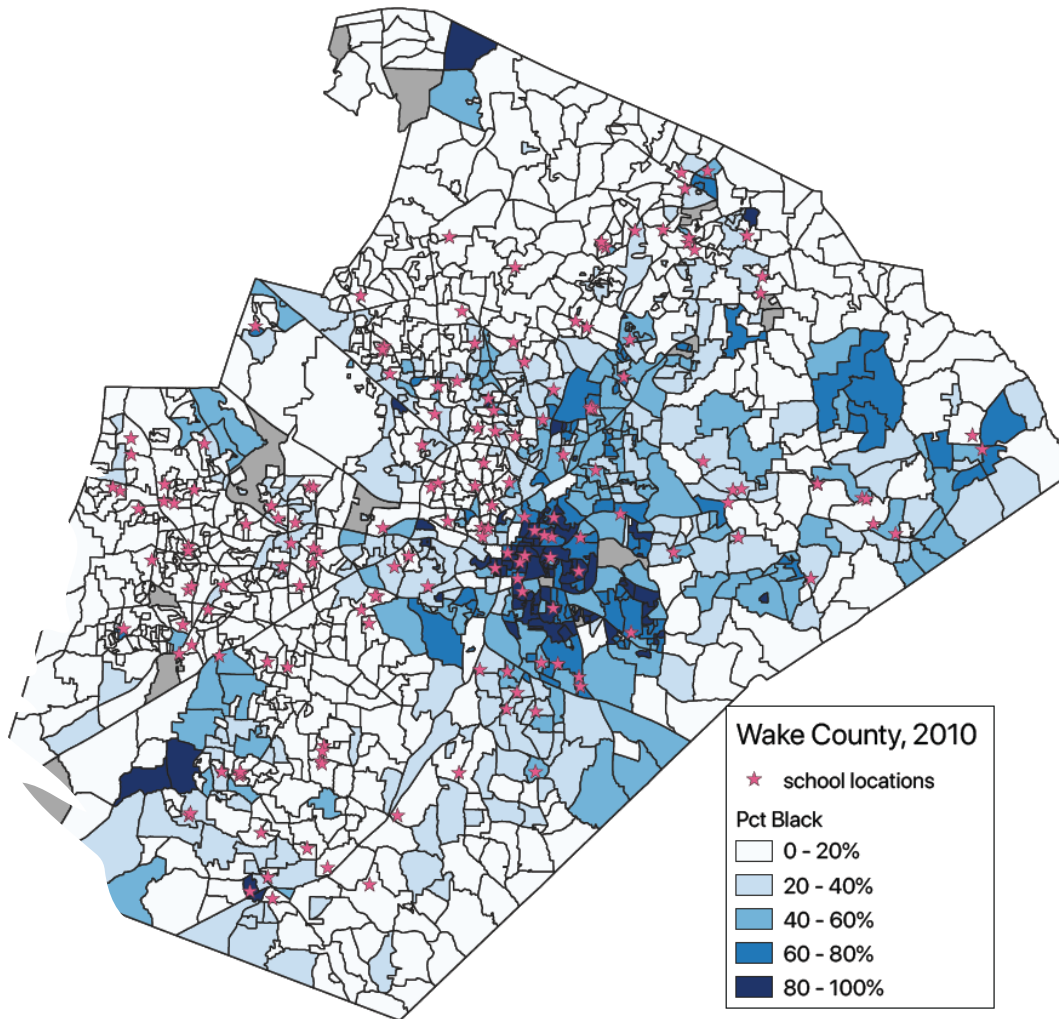 Wake County, 2010
school locations
Pct Black
0 - 20%
20 - 40%
40 - 60%
60 - 80%
80 - 100%